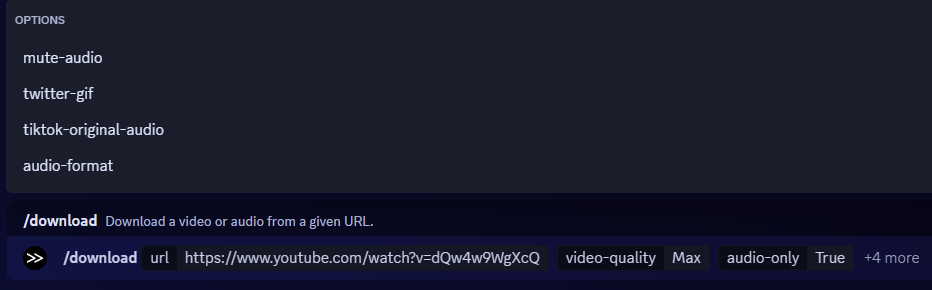 OPTIONS
mute-audio
twitter-gif
tiktok-original-audio
audio-format
/download Download a video or audio from a given URL.
/download url https://www.youtube.com/watch?v=dQw4w9WgXcQ video-quality Max audio-only True +4 more